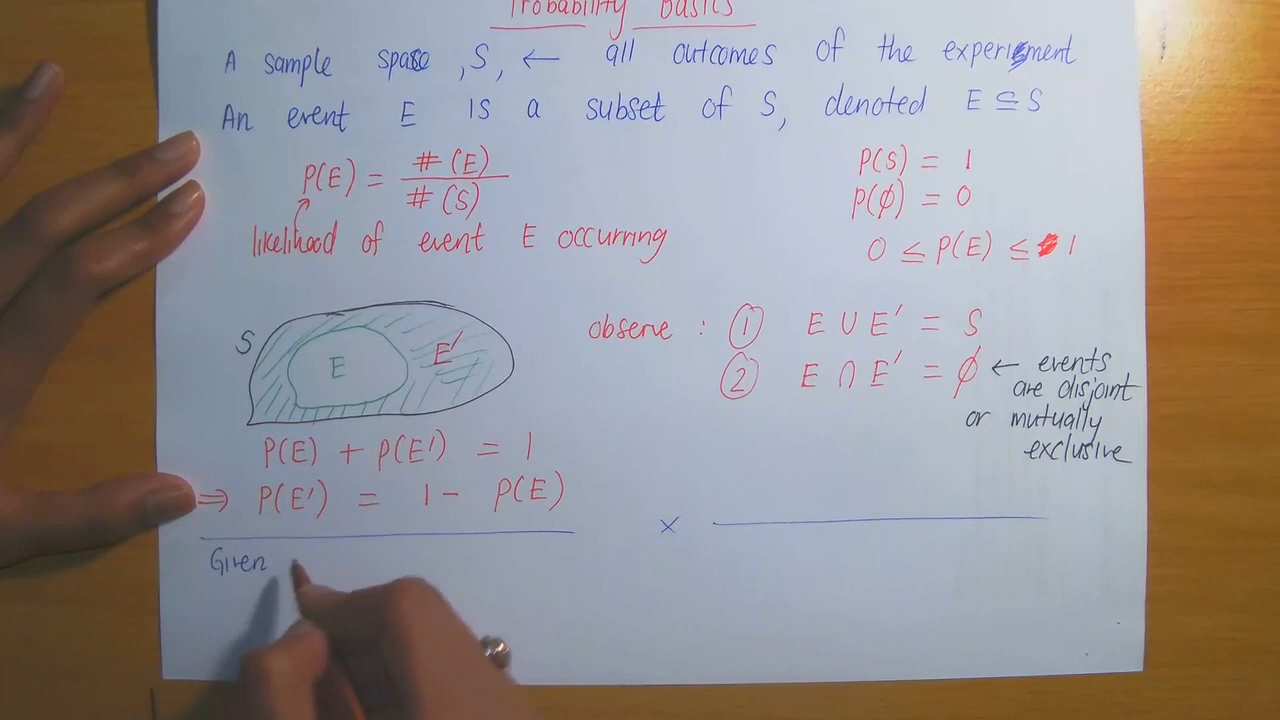 Probability Basics
A sample space, S, ← all outcomes of the experiment
An event E is a subset of S, denoted E ⊆ S
P(E) = #(E) / #(S)
likelihood of event E occurring
P(S) = 1
P(∅) = 0
0 ≤ P(E) ≤ 1
S
E
E'
observe : ① E ∪ E' = S
② E ∩ E' = ∅ ← events
are disjoint
or mutually
exclusive
P(E) + P(E') = 1
⇒ P(E') = 1 - P(E)
×
Given